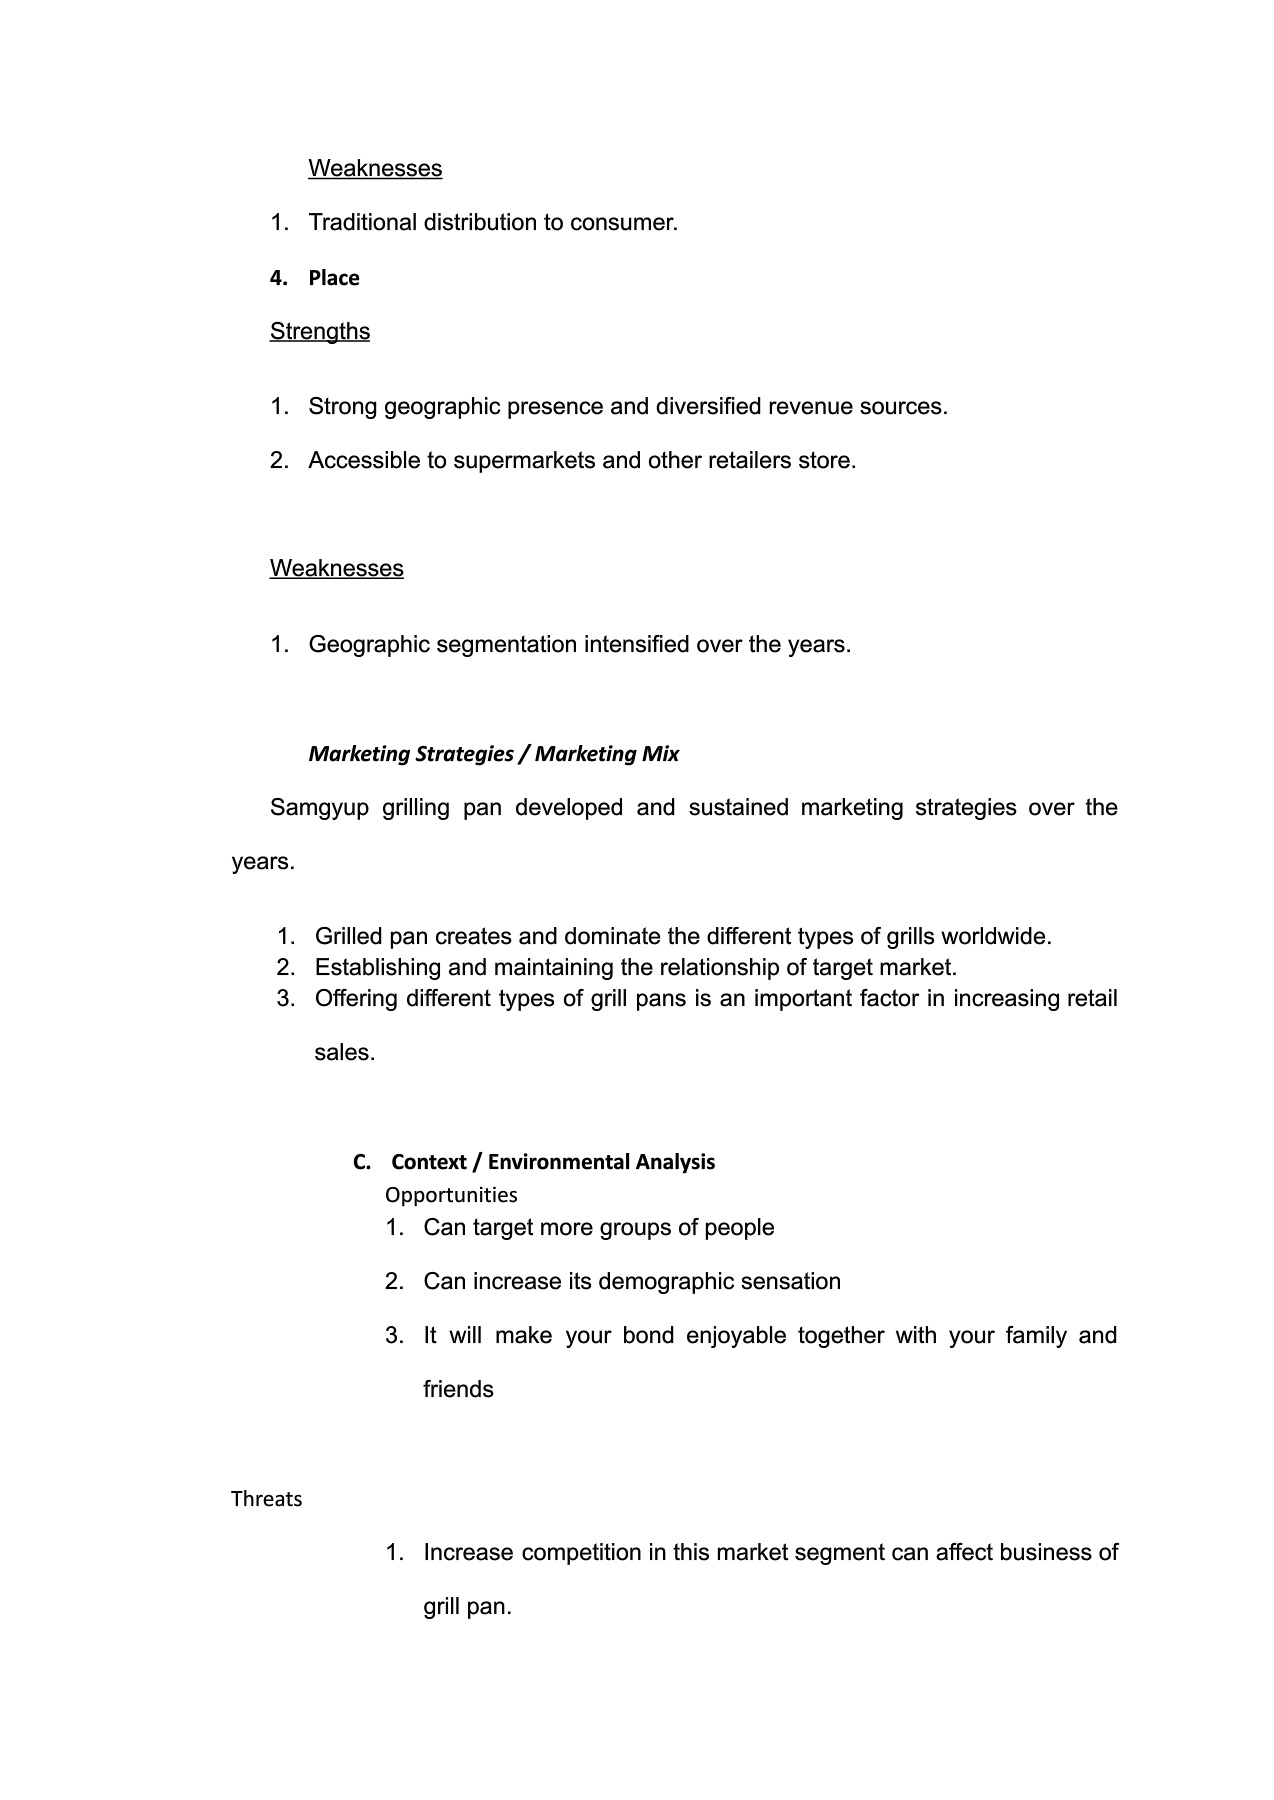 Weaknesses
1. Traditional distribution to consumer.
4. Place
Strengths
1. Strong geographic presence and diversified revenue sources.
2. Accessible to supermarkets and other retailers store.
Weaknesses
1. Geographic segmentation intensified over the years.
Marketing Strategies / Marketing Mix
Samgyup grilling pan developed and sustained marketing strategies over the
years.
1. Grilled pan creates and dominate the different types of grills worldwide.
2. Establishing and maintaining the relationship of target market.
3. Offering different types of grill pans is an important factor in increasing retail
sales.
C. Context / Environmental Analysis
Opportunities
1. Can target more groups of people
2. Can increase its demographic sensation
3. It will make your bond enjoyable together with your family and
friends
Threats
1. Increase competition in this market segment can affect business of
grill pan.